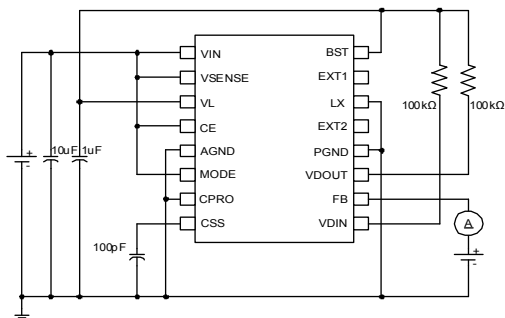 VIN
VSENSE
VL
CE
AGND
MODE
CPRO
CSS
BST
EXT1
LX
EXT2
PGND
VDOUT
FB
VDIN
10uF
1uF
100pF
100kΩ
100kΩ
A
+
-
+
-